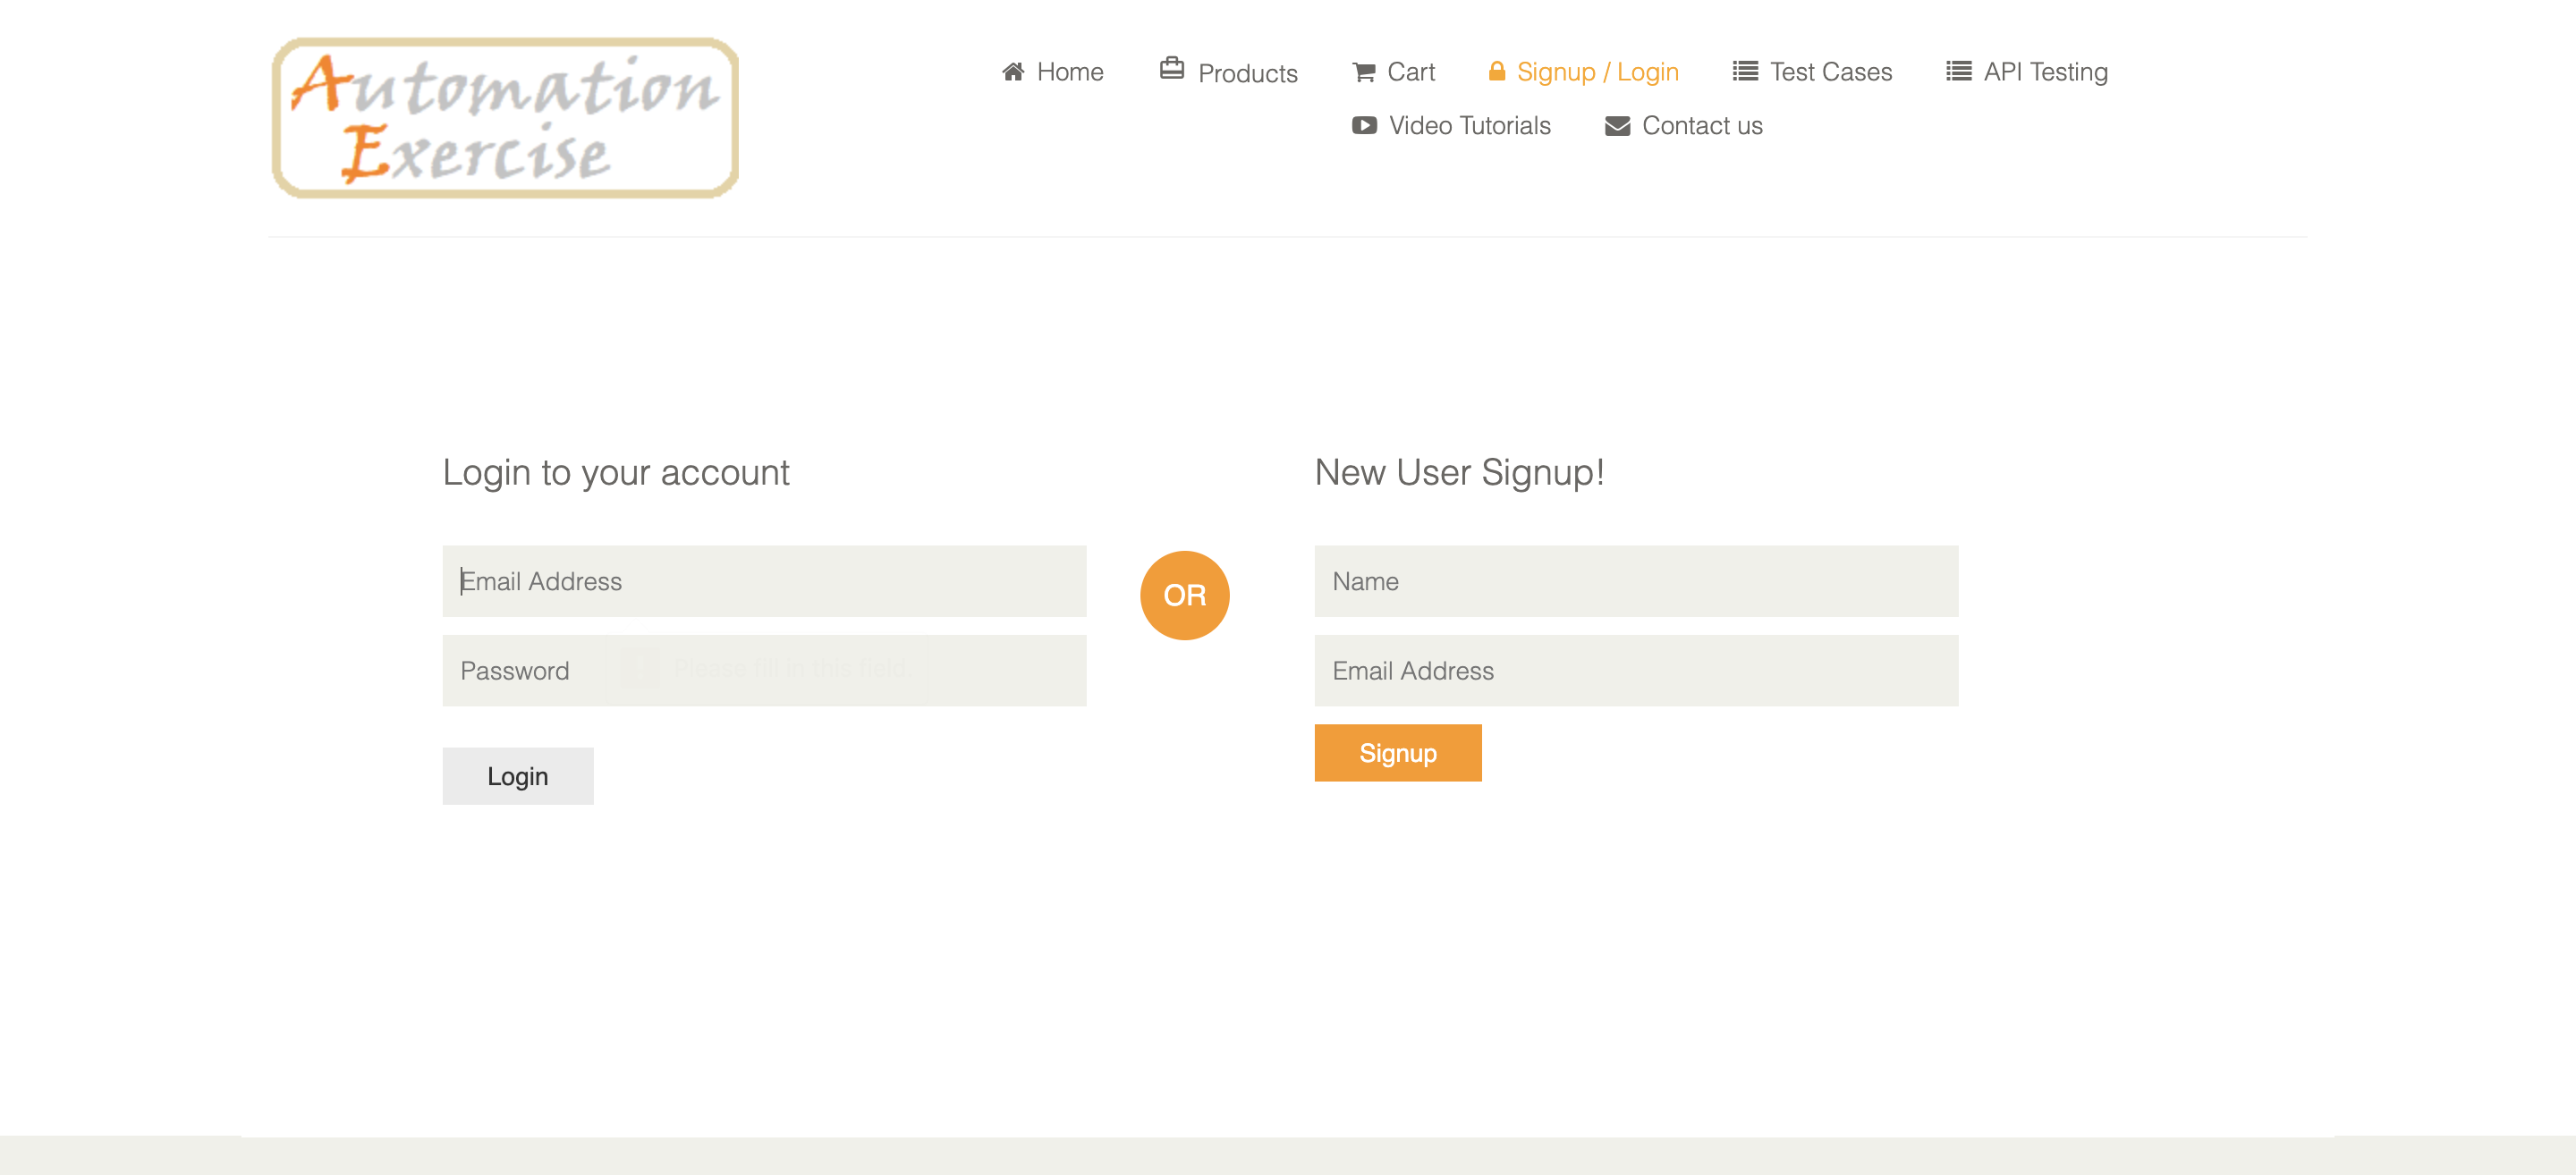 Automation
Exercise
Home
Products
Cart
Signup / Login
Test Cases
API Testing
Video Tutorials
Contact us
Login to your account
Email Address
Password
Please fill in this field.
Login
OR
New User Signup!
Name
Email Address
Signup